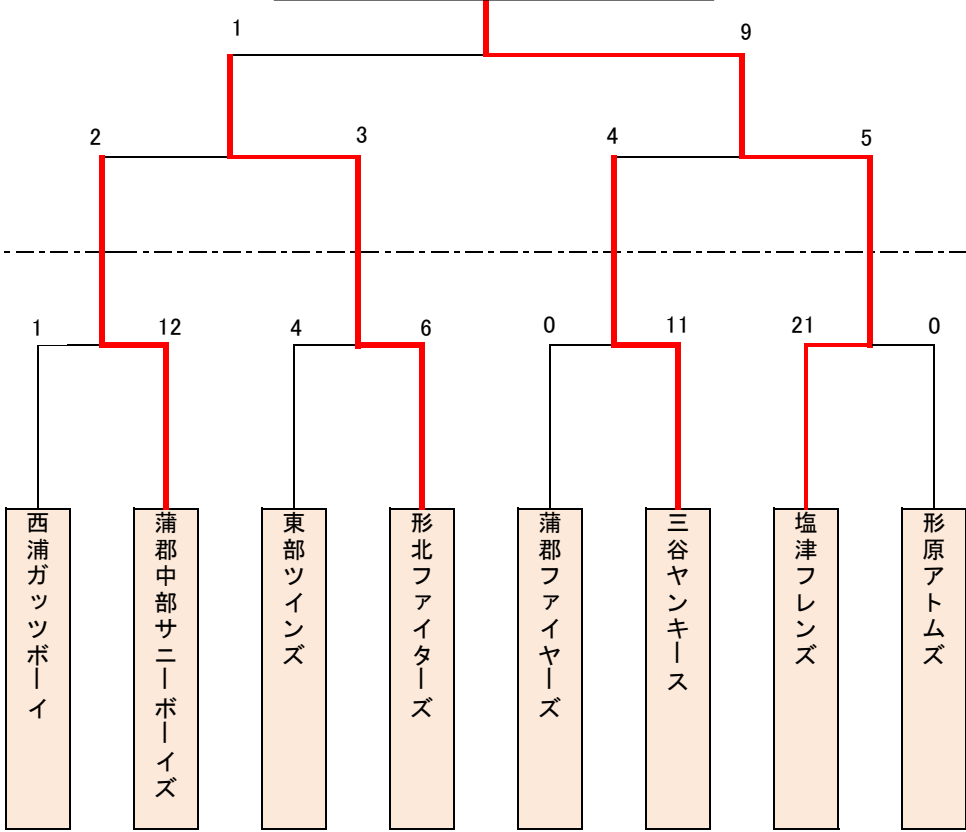 1 9
2 3 4 5
1 12 4 6 0 11 21 0
西浦ガッツボーイ
蒲郡中部サニーボーイズ
東部ツインズ
形北ファイターズ
蒲郡ファイヤーズ
三谷ヤンキース
塩津フレンズ
形原アトムズ